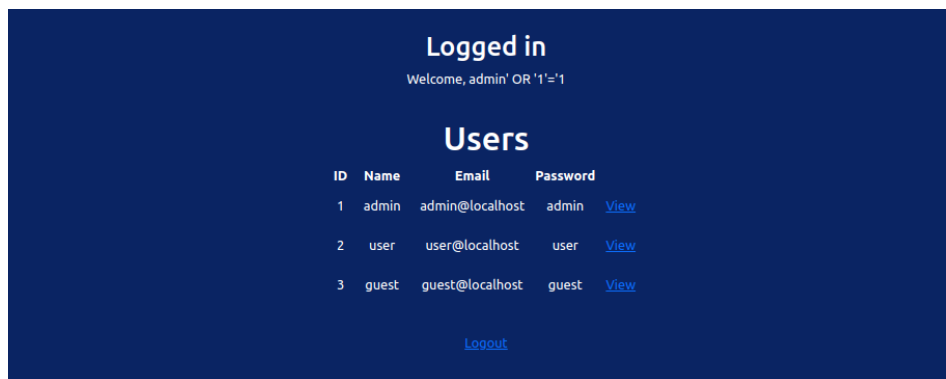 Logged in
Welcome, admin' OR '1'='1
Users
ID Name Email Password
1 admin admin@localhost admin View
2 user user@localhost user View
3 guest guest@localhost guest View
Logout